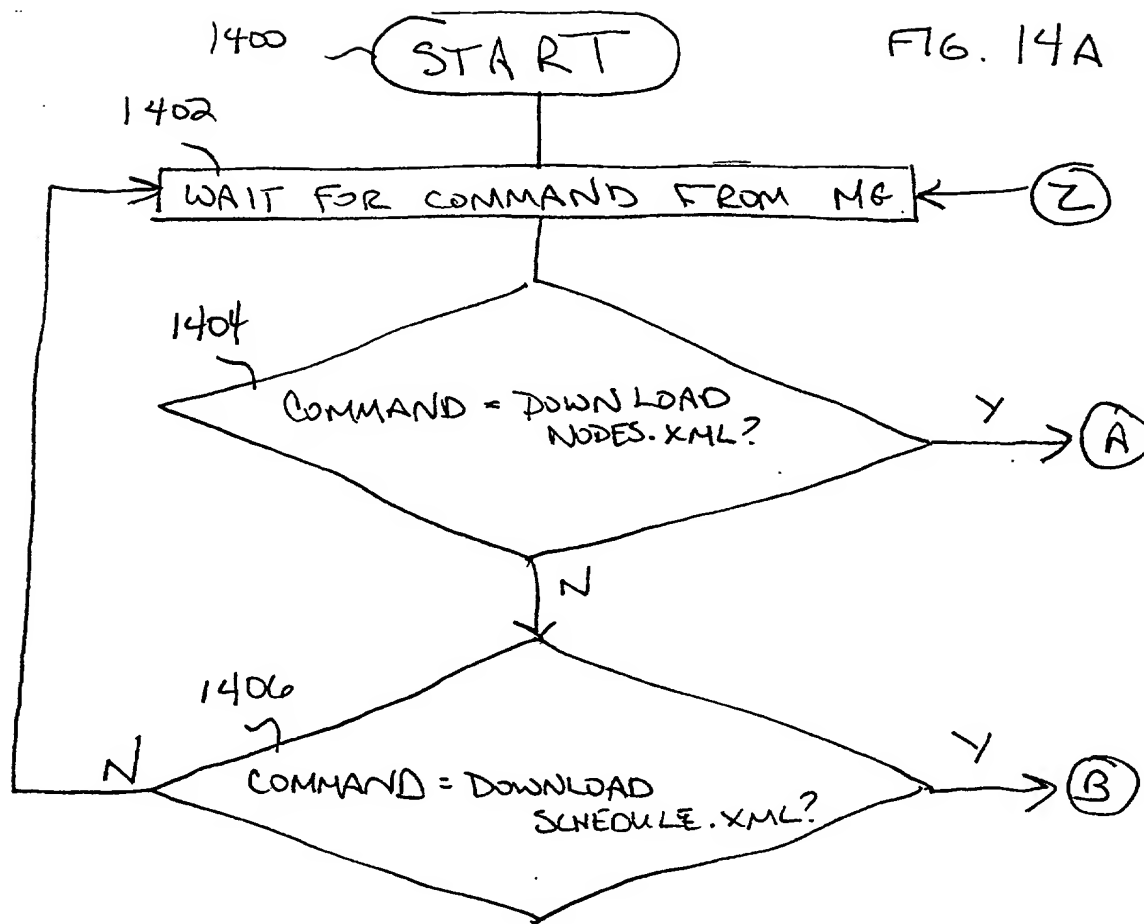 1400
START
FIG. 14A
1402
WAIT FOR COMMAND FROM ME
Z
1404
COMMAND = DOWNLOAD
NODES.XML?
Y
A
N
1406
COMMAND = DOWNLOAD
SCHEDULE.XML?
N
Y
B